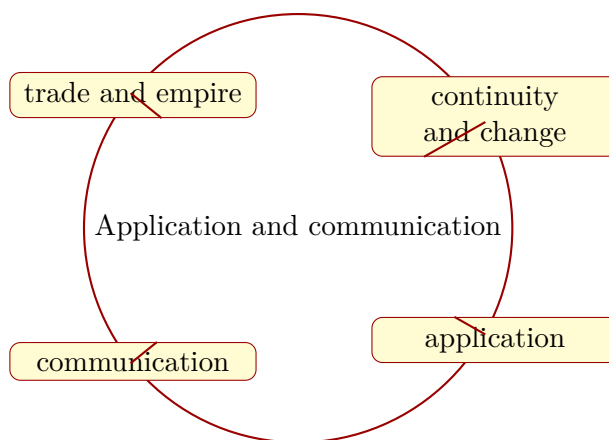 trade and empire
continuity
and change
Application and communication
application
communication